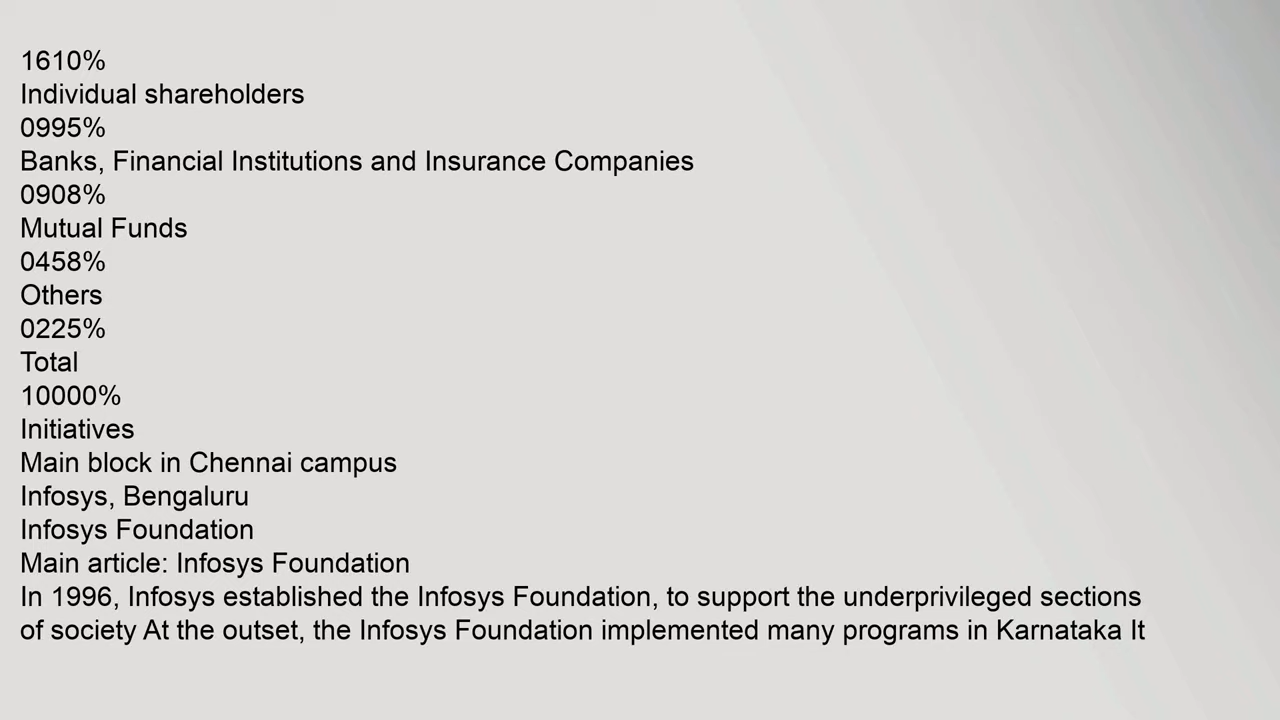 1610%
Individual shareholders
0995%
Banks, Financial Institutions and Insurance Companies
0908%
Mutual Funds
0458%
Others
0225%
Total
10000%
Initiatives
Main block in Chennai campus
Infosys, Bengaluru
Infosys Foundation
Main article: Infosys Foundation
In 1996, Infosys established the Infosys Foundation, to support the underprivileged sections
of society At the outset, the Infosys Foundation implemented many programs in Karnataka It